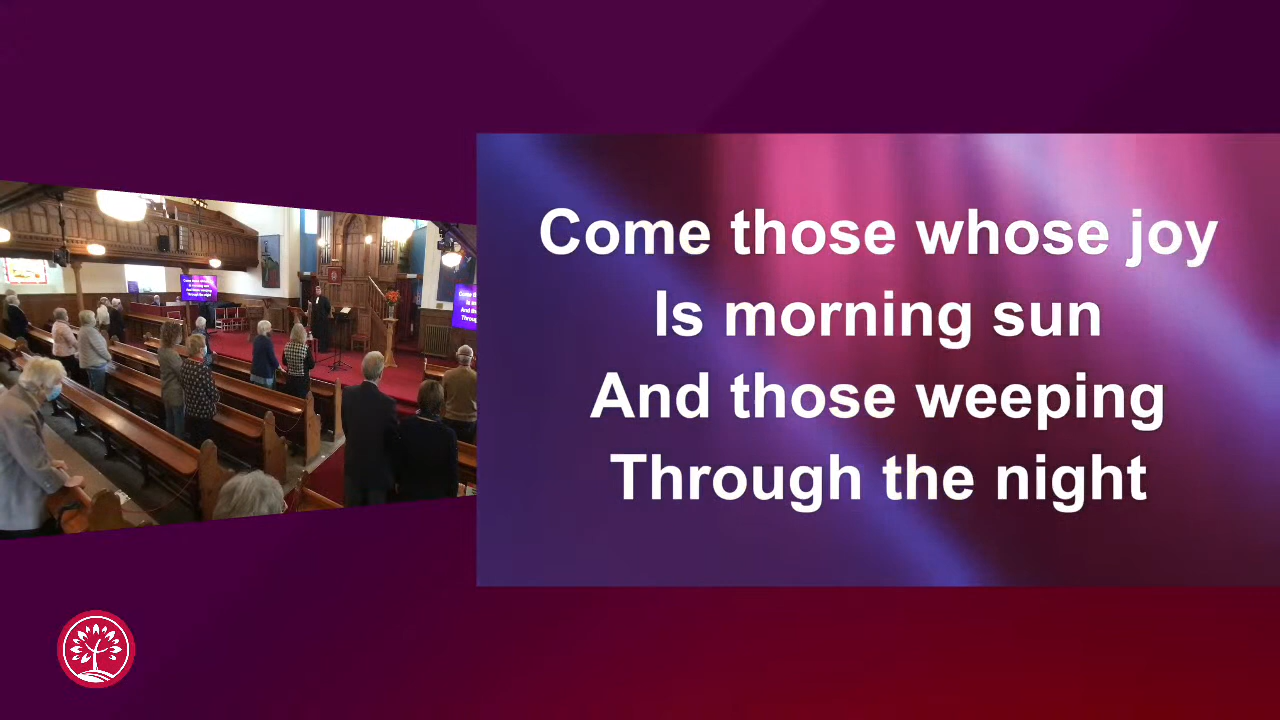 Come those whose joy
Is morning sun
And those weeping
Through the night